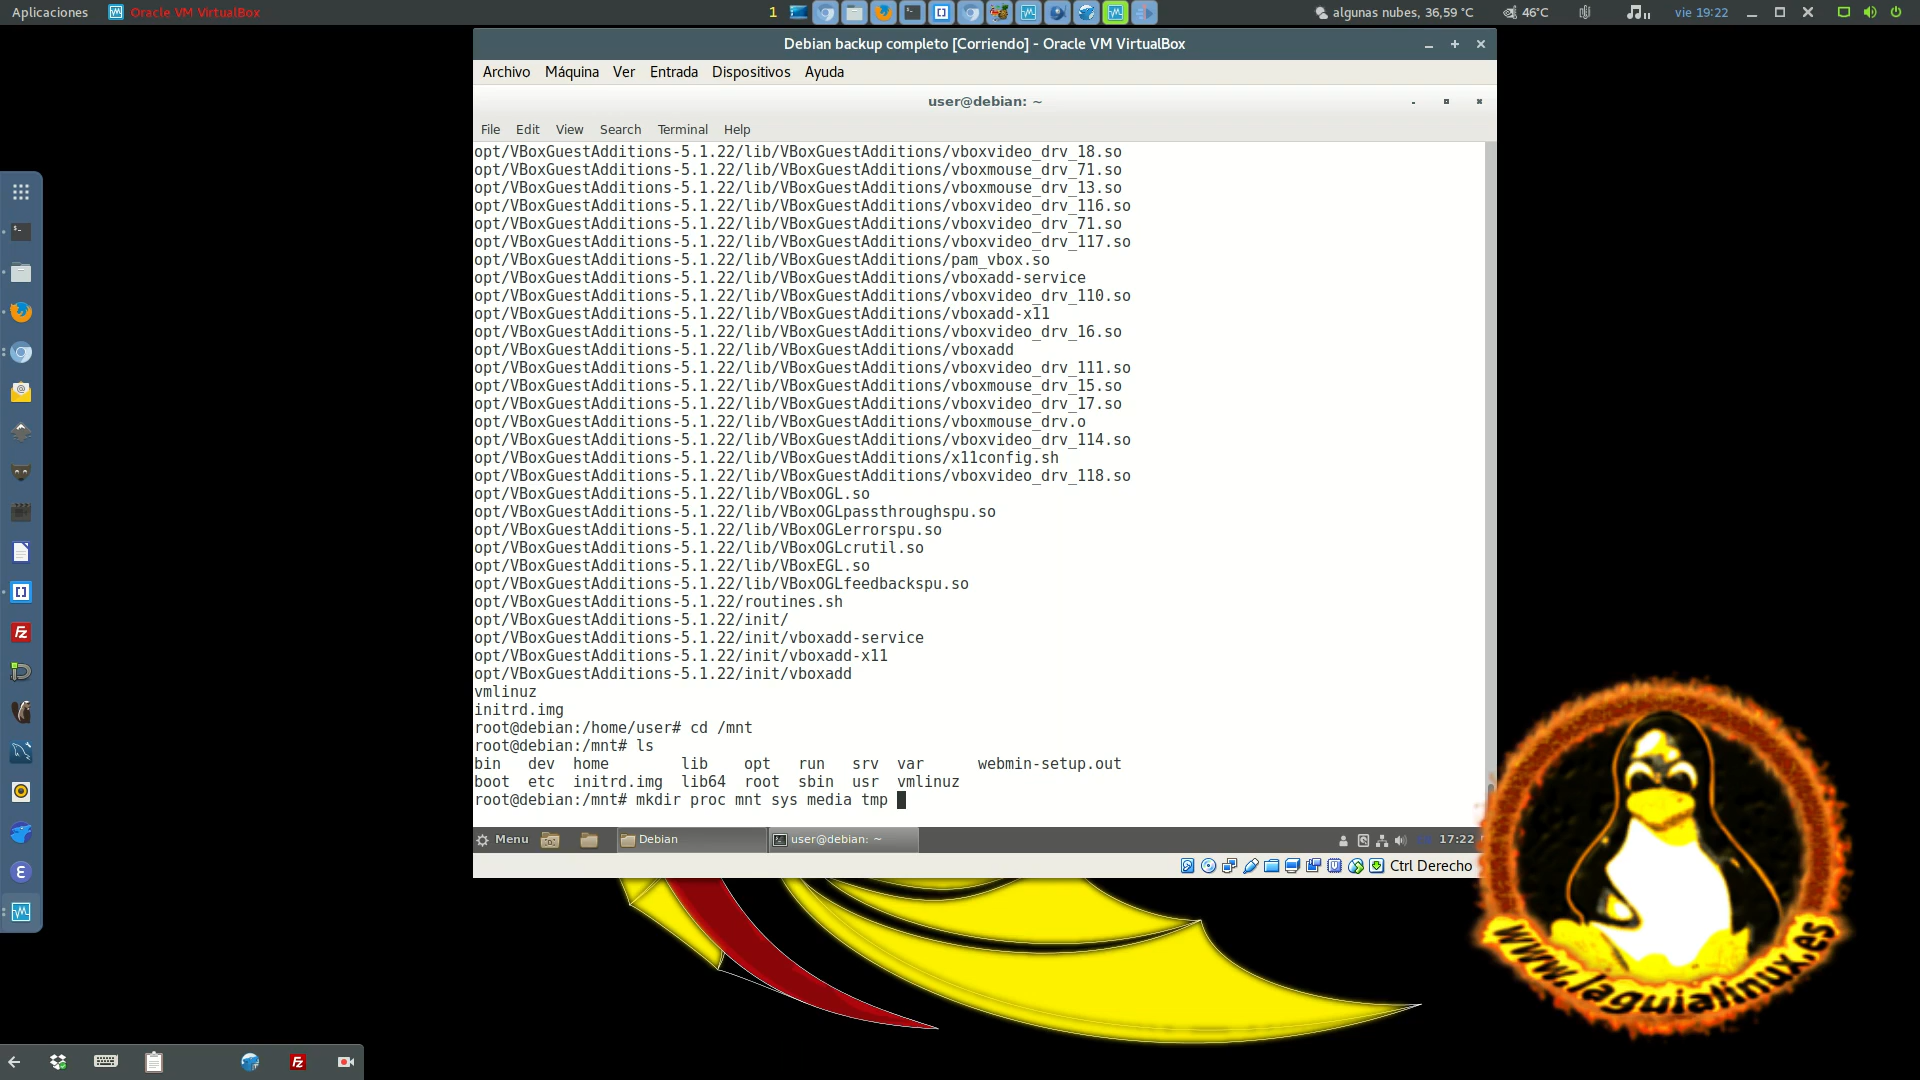 Aplicaciones
Oracle VM VirtualBox
1
algunas nubes, 36,59 °C
46°C
vie 19:22
Debian backup completo [Corriendo] - Oracle VM VirtualBox
Archivo Máquina Ver Entrada Dispositivos Ayuda
user@debian: ~
File Edit View Search Terminal Help
opt/VBoxGuestAdditions-5.1.22/lib/VBoxGuestAdditions/vboxvideo_drv_18.so
opt/VBoxGuestAdditions-5.1.22/lib/VBoxGuestAdditions/vboxmouse_drv_71.so
opt/VBoxGuestAdditions-5.1.22/lib/VBoxGuestAdditions/vboxmouse_drv_13.so
opt/VBoxGuestAdditions-5.1.22/lib/VBoxGuestAdditions/vboxvideo_drv_116.so
opt/VBoxGuestAdditions-5.1.22/lib/VBoxGuestAdditions/vboxvideo_drv_71.so
opt/VBoxGuestAdditions-5.1.22/lib/VBoxGuestAdditions/vboxvideo_drv_117.so
opt/VBoxGuestAdditions-5.1.22/lib/VBoxGuestAdditions/pam_vbox.so
opt/VBoxGuestAdditions-5.1.22/lib/VBoxGuestAdditions/vboxadd-service
opt/VBoxGuestAdditions-5.1.22/lib/VBoxGuestAdditions/vboxvideo_drv_110.so
opt/VBoxGuestAdditions-5.1.22/lib/VBoxGuestAdditions/vboxadd-x11
opt/VBoxGuestAdditions-5.1.22/lib/VBoxGuestAdditions/vboxvideo_drv_16.so
opt/VBoxGuestAdditions-5.1.22/lib/VBoxGuestAdditions/vboxadd
opt/VBoxGuestAdditions-5.1.22/lib/VBoxGuestAdditions/vboxvideo_drv_111.so
opt/VBoxGuestAdditions-5.1.22/lib/VBoxGuestAdditions/vboxmouse_drv_15.so
opt/VBoxGuestAdditions-5.1.22/lib/VBoxGuestAdditions/vboxvideo_drv_17.so
opt/VBoxGuestAdditions-5.1.22/lib/VBoxGuestAdditions/vboxmouse_drv.o
opt/VBoxGuestAdditions-5.1.22/lib/VBoxGuestAdditions/vboxvideo_drv_114.so
opt/VBoxGuestAdditions-5.1.22/lib/VBoxGuestAdditions/x11config.sh
opt/VBoxGuestAdditions-5.1.22/lib/VBoxGuestAdditions/vboxvideo_drv_118.so
opt/VBoxGuestAdditions-5.1.22/lib/VBoxOGL.so
opt/VBoxGuestAdditions-5.1.22/lib/VBoxOGLpassthroughspu.so
opt/VBoxGuestAdditions-5.1.22/lib/VBoxOGLerrorspu.so
opt/VBoxGuestAdditions-5.1.22/lib/VBoxOGLcrutil.so
opt/VBoxGuestAdditions-5.1.22/lib/VBoxEGL.so
opt/VBoxGuestAdditions-5.1.22/lib/VBoxOGLfeedbackspu.so
opt/VBoxGuestAdditions-5.1.22/routines.sh
opt/VBoxGuestAdditions-5.1.22/init/
opt/VBoxGuestAdditions-5.1.22/init/vboxadd-service
opt/VBoxGuestAdditions-5.1.22/init/vboxadd-x11
opt/VBoxGuestAdditions-5.1.22/init/vboxadd
vmlinuz
initrd.img
root@debian:/home/user# cd /mnt
root@debian:/mnt# ls
bin dev home lib opt run srv var webmin-setup.out
boot etc initrd.img lib64 root sbin usr vmlinuz
root@debian:/mnt# mkdir proc mnt sys media tmp
Menu
Debian
user@debian: ~
17:22
Ctrl Derecho
www.laguialinux.es